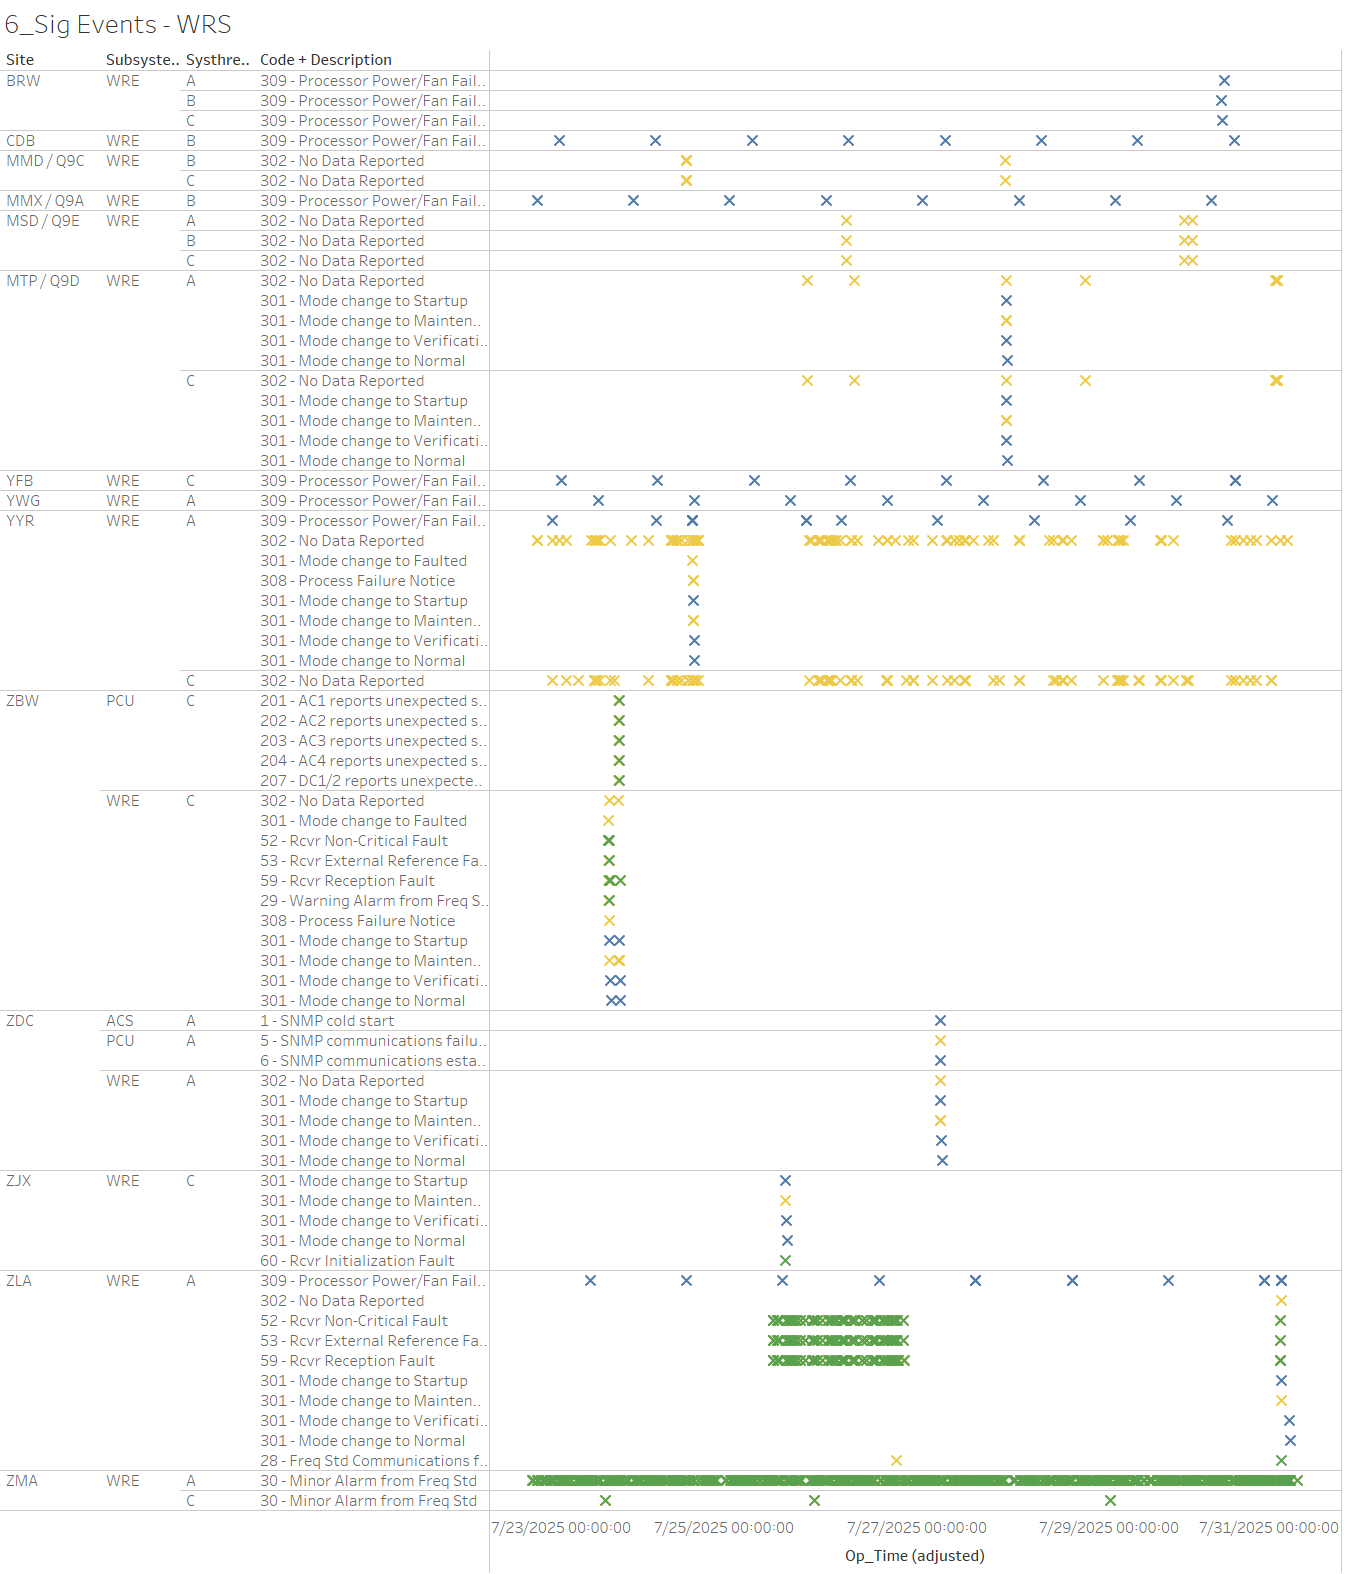 6_Sig Events - WRS
Site Subsyste.. Systhre.. Code + Description
BRW WRE A 309 - Processor Power/Fan Fail..
B 309 - Processor Power/Fan Fail..
C 309 - Processor Power/Fan Fail..
CDB WRE B 309 - Processor Power/Fan Fail..
MMD / Q9C WRE B 302 - No Data Reported
C 302 - No Data Reported
MMX / Q9A WRE B 309 - Processor Power/Fan Fail..
MSD / Q9E WRE A 302 - No Data Reported
B 302 - No Data Reported
C 302 - No Data Reported
MTP / Q9D WRE A 302 - No Data Reported
301 - Mode change to Startup
301 - Mode change to Mainten..
301 - Mode change to Verificati..
301 - Mode change to Normal
C 302 - No Data Reported
301 - Mode change to Startup
301 - Mode change to Mainten..
301 - Mode change to Verificati..
301 - Mode change to Normal
YFB WRE C 309 - Processor Power/Fan Fail..
YWG WRE A 309 - Processor Power/Fan Fail..
YYR WRE A 309 - Processor Power/Fan Fail..
302 - No Data Reported
301 - Mode change to Faulted
308 - Process Failure Notice
301 - Mode change to Startup
301 - Mode change to Mainten..
301 - Mode change to Verificati..
301 - Mode change to Normal
C 302 - No Data Reported
ZBW PCU C 201 - AC1 reports unexpected s..
202 - AC2 reports unexpected s..
203 - AC3 reports unexpected s..
204 - AC4 reports unexpected s..
207 - DC1/2 reports unexpecte..
WRE C 302 - No Data Reported
301 - Mode change to Faulted
52 - Rcvr Non-Critical Fault
53 - Rcvr External Reference Fa..
59 - Rcvr Reception Fault
29 - Warning Alarm from Freq S..
308 - Process Failure Notice
301 - Mode change to Startup
301 - Mode change to Mainten..
301 - Mode change to Verificati..
301 - Mode change to Normal
ZDC ACS A 1 - SNMP cold start
PCU A 5 - SNMP communications failu..
6 - SNMP communications esta..
WRE A 302 - No Data Reported
301 - Mode change to Startup
301 - Mode change to Mainten..
301 - Mode change to Verificati..
301 - Mode change to Normal
ZJX WRE C 301 - Mode change to Startup
301 - Mode change to Mainten..
301 - Mode change to Verificati..
301 - Mode change to Normal
60 - Rcvr Initialization Fault
ZLA WRE A 309 - Processor Power/Fan Fail..
302 - No Data Reported
52 - Rcvr Non-Critical Fault
53 - Rcvr External Reference Fa..
59 - Rcvr Reception Fault
301 - Mode change to Startup
301 - Mode change to Mainten..
301 - Mode change to Verificati..
301 - Mode change to Normal
28 - Freq Std Communications f..
ZMA WRE A 30 - Minor Alarm from Freq Std
C 30 - Minor Alarm from Freq Std
7/23/2025 00:00:00 7/25/2025 00:00:00 7/27/2025 00:00:00 7/29/2025 00:00:00 7/31/2025 00:00:00
Op_Time (adjusted)